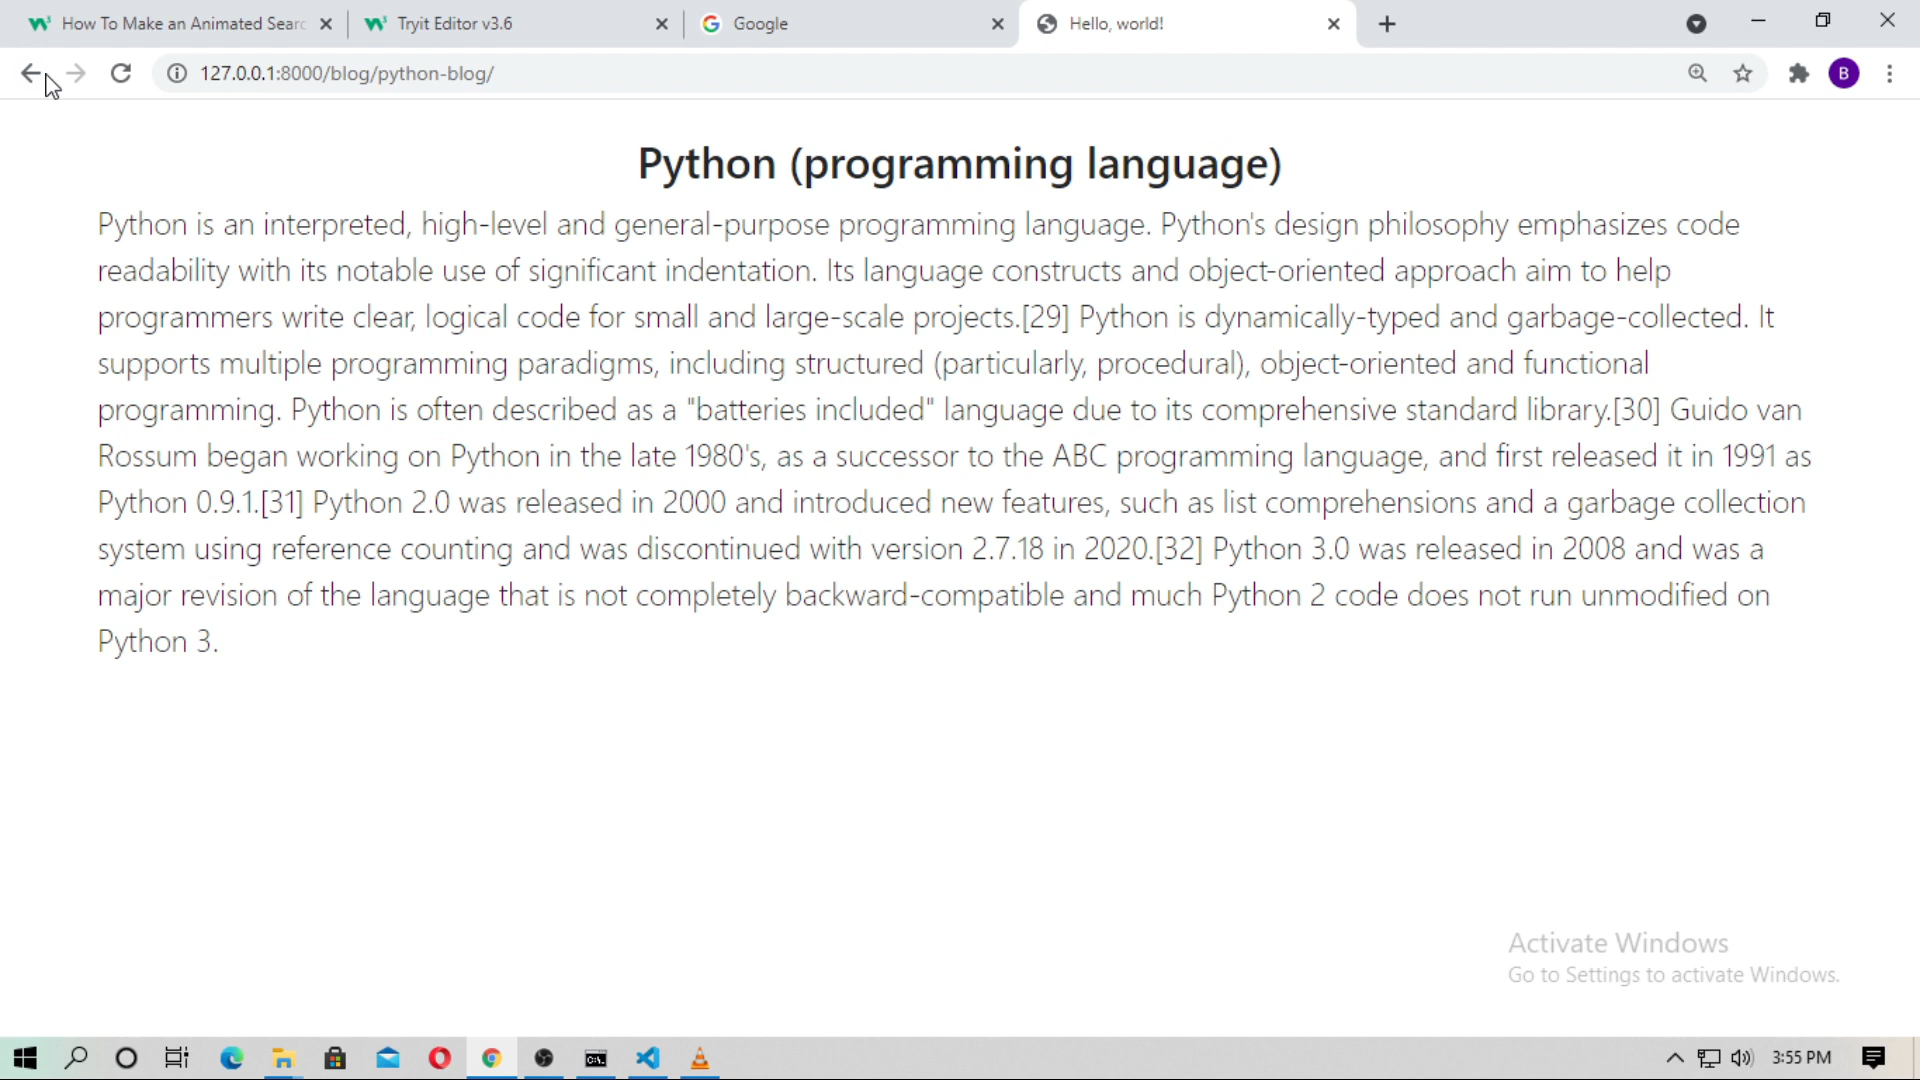 How To Make an Animated Searc
Tryit Editor v3.6
Google
Hello, world!
127.0.0.1:8000/blog/python-blog/
B
Python (programming language)
Python is an interpreted, high-level and general-purpose programming language. Python's design philosophy emphasizes code
readability with its notable use of significant indentation. Its language constructs and object-oriented approach aim to help
programmers write clear, logical code for small and large-scale projects.[29] Python is dynamically-typed and garbage-collected. It
supports multiple programming paradigms, including structured (particularly, procedural), object-oriented and functional
programming. Python is often described as a "batteries included" language due to its comprehensive standard library.[30] Guido van
Rossum began working on Python in the late 1980's, as a successor to the ABC programming language, and first released it in 1991 as
Python 0.9.1.[31] Python 2.0 was released in 2000 and introduced new features, such as list comprehensions and a garbage collection
system using reference counting and was discontinued with version 2.7.18 in 2020.[32] Python 3.0 was released in 2008 and was a
major revision of the language that is not completely backward-compatible and much Python 2 code does not run unmodified on
Python 3.
Activate Windows
Go to Settings to activate Windows.
3:55 PM